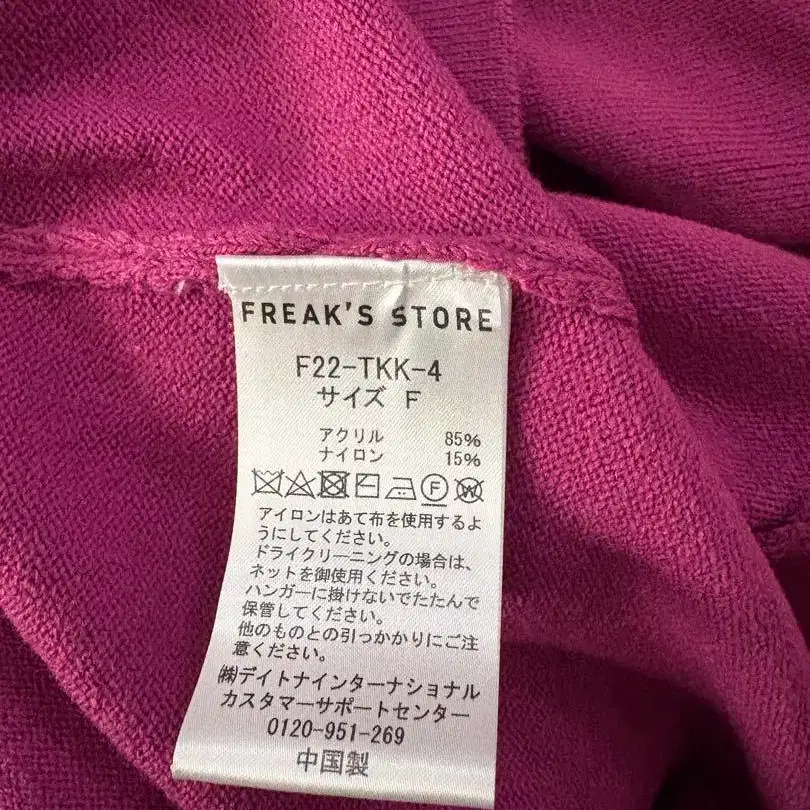 FREAK'S STORE
F22-TKK-4
サイズ F
アクリル 85%
ナイロン 15%
F W
アイロンはあて布を使用するよ
うにしてください。
ドライクリーニングの場合は、
ネットを御使用ください。
ハンガーに掛けないでたたんで
保管してください。
他のものとの引っかかりにご注
意ください。
㈱デイトナインターナショナル
カスタマーサポートセンター
0120-951-269
中国製